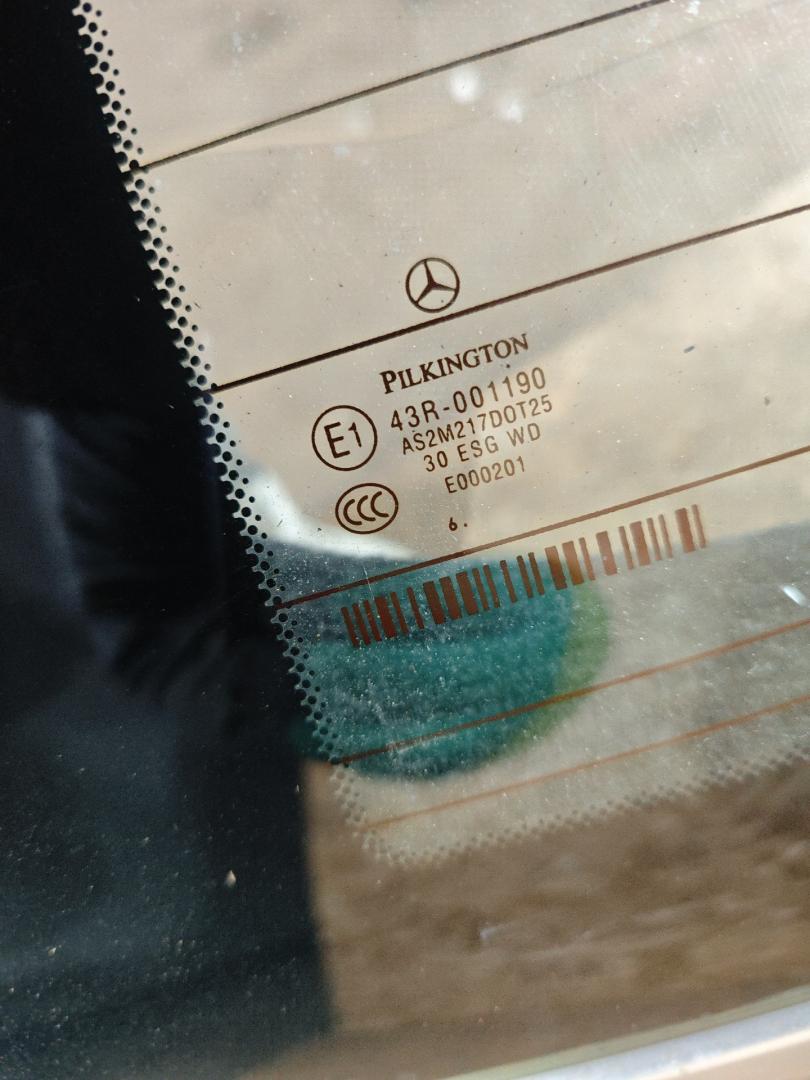 PILKINGTON
E1
43R-001190
AS2M217DOT25
30 ESG WD
E000201
CCC
6.